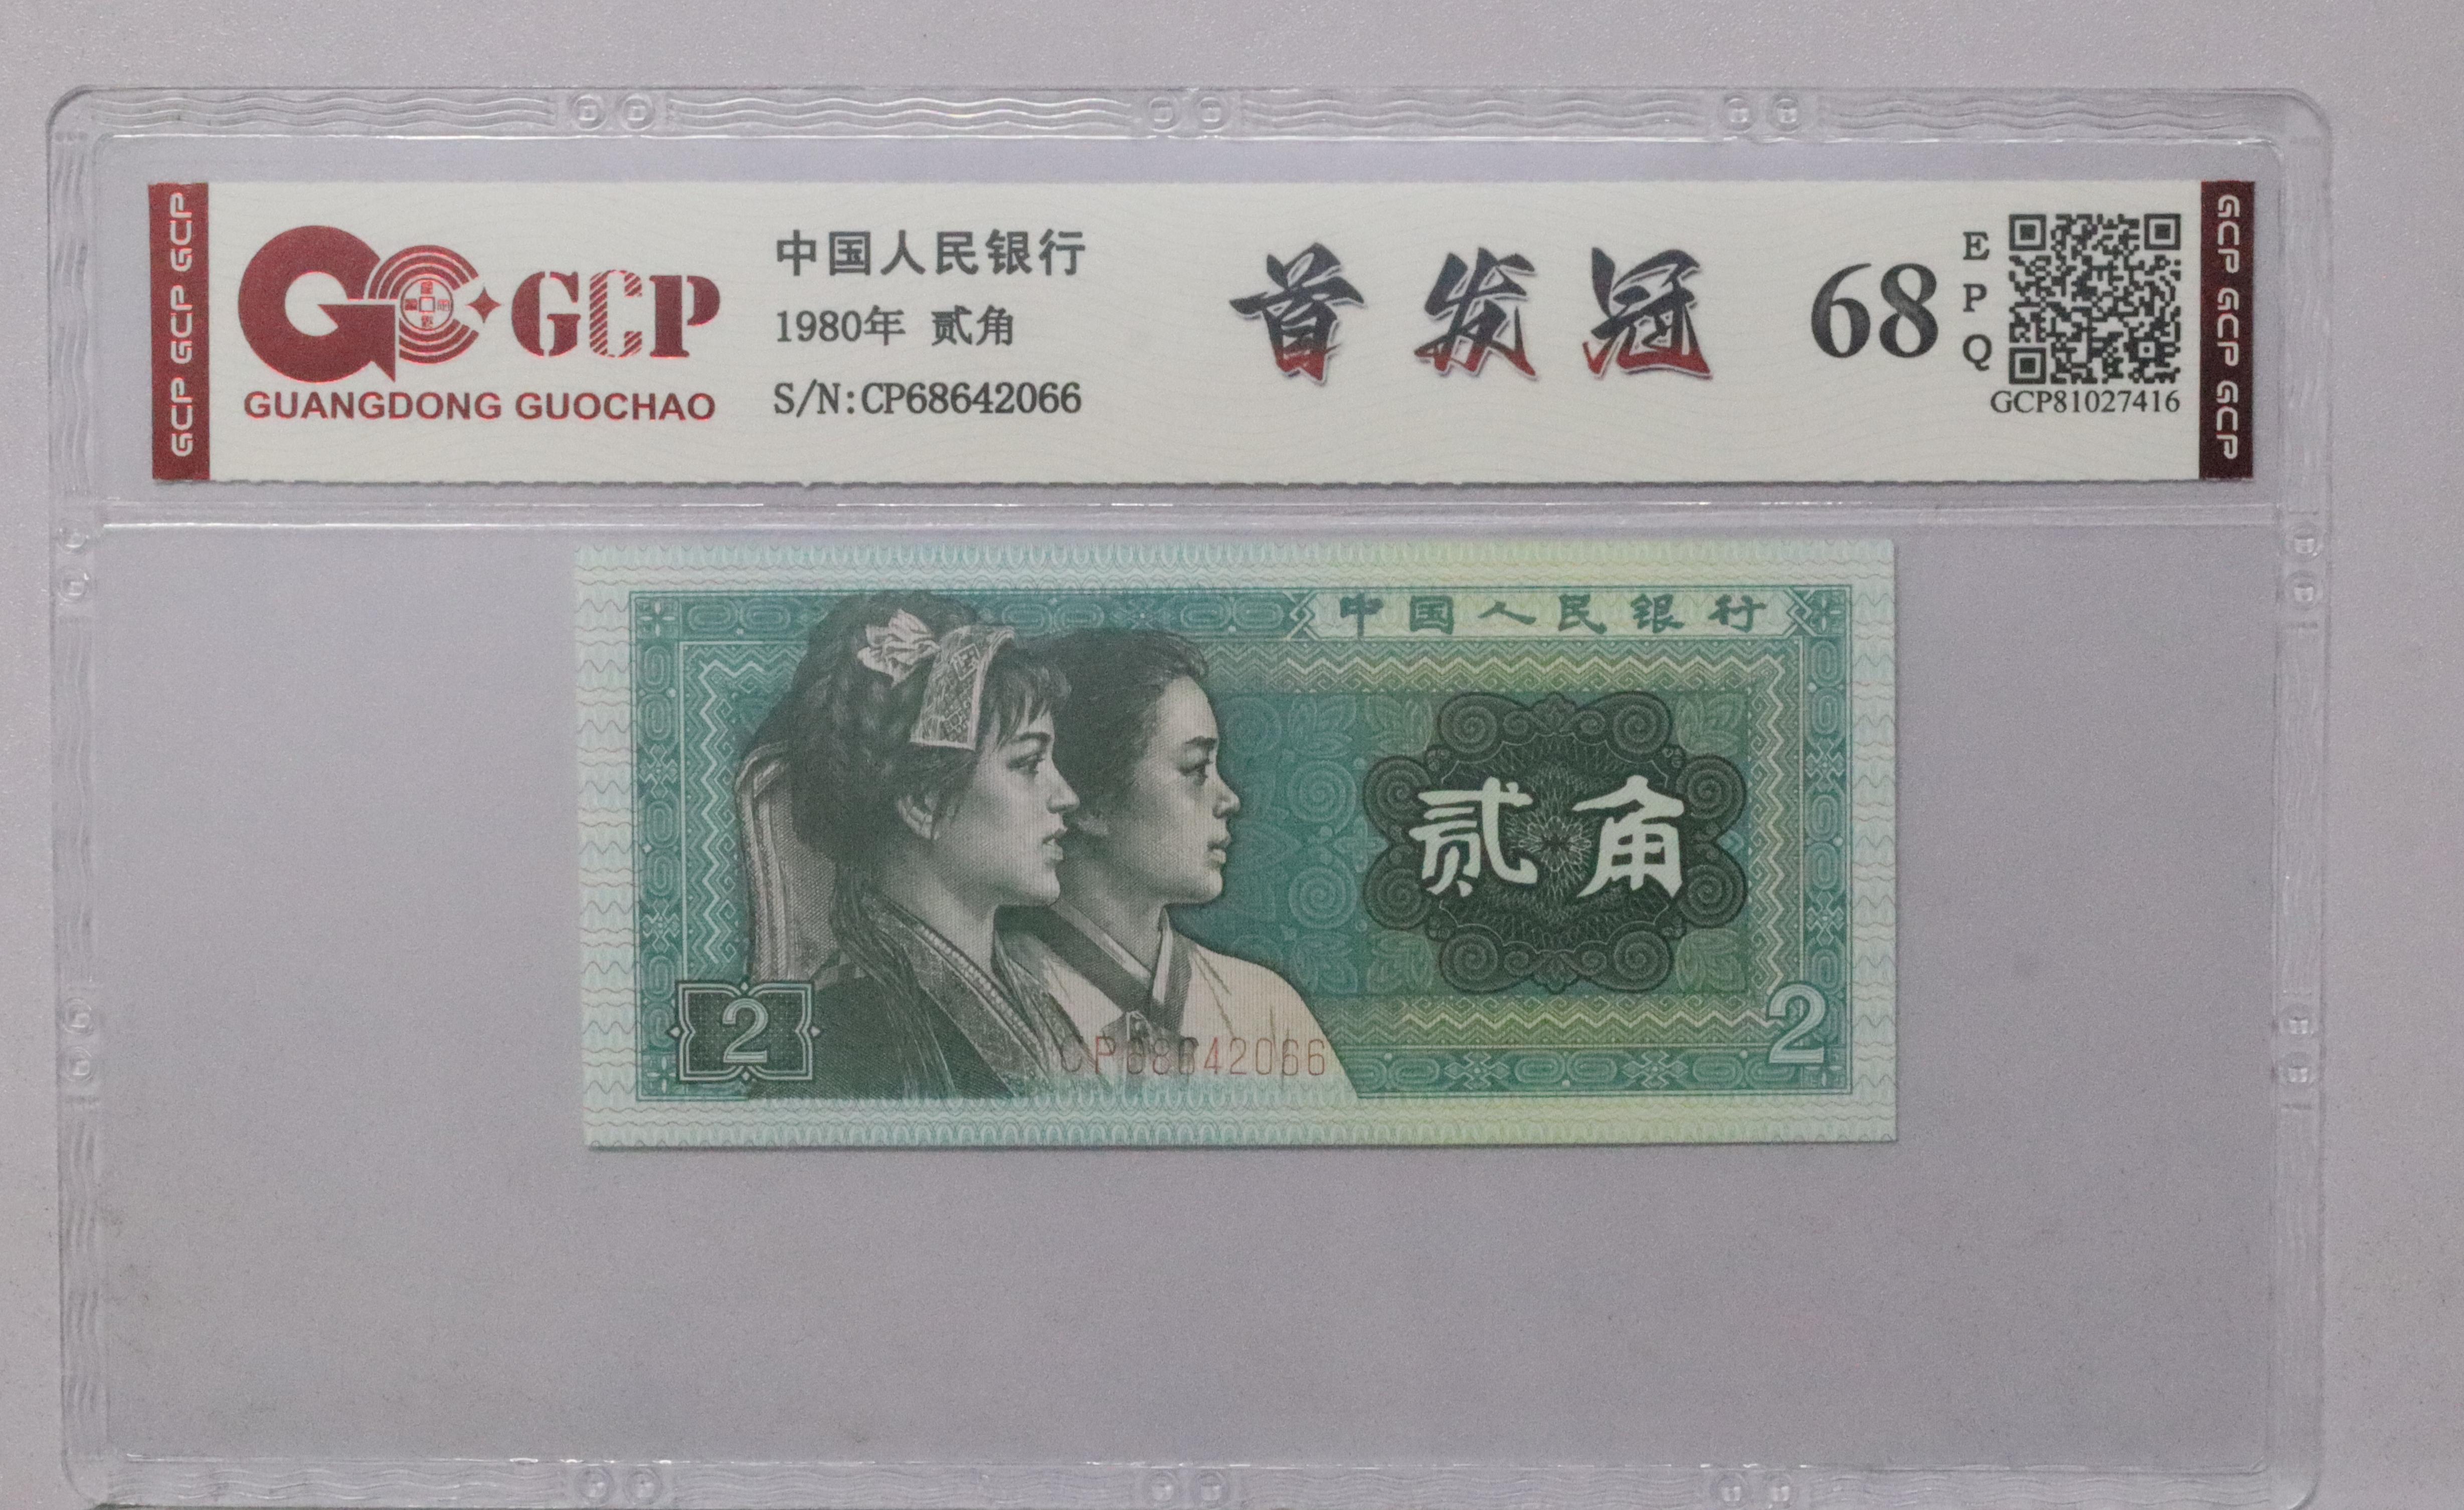 GCP GCP GCP
GCP
GUANGDONG GUOCHAO
中国人民银行
1980年 贰角
S/N:CP68642066
首发冠
68
EPQ
GCP81027416
GCP GCP GCP
中国人民银行
贰角
2
2
CP68642066